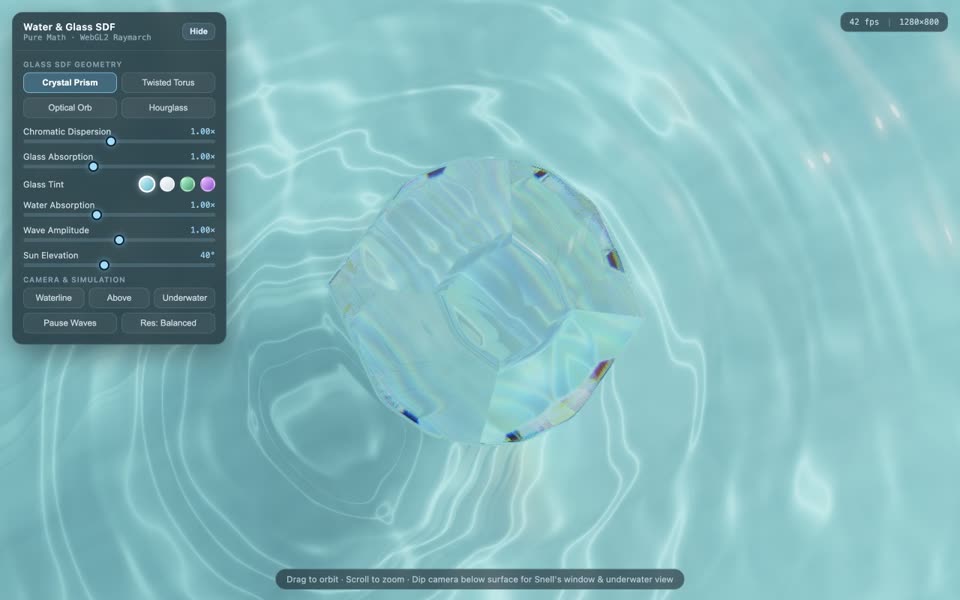 Water & Glass SDF
Pure Math · WebGL2 Raymarch
Hide
GLASS SDF GEOMETRY
Crystal Prism
Twisted Torus
Optical Orb
Hourglass
Chromatic Dispersion 1.00×
Glass Absorption 1.00×
Glass Tint
Water Absorption 1.00×
Wave Amplitude 1.00×
Sun Elevation 40°
CAMERA & SIMULATION
Waterline
Above
Underwater
Pause Waves
Res: Balanced
42 fps | 1280×800
Drag to orbit · Scroll to zoom · Dip camera below surface for Snell's window & underwater view